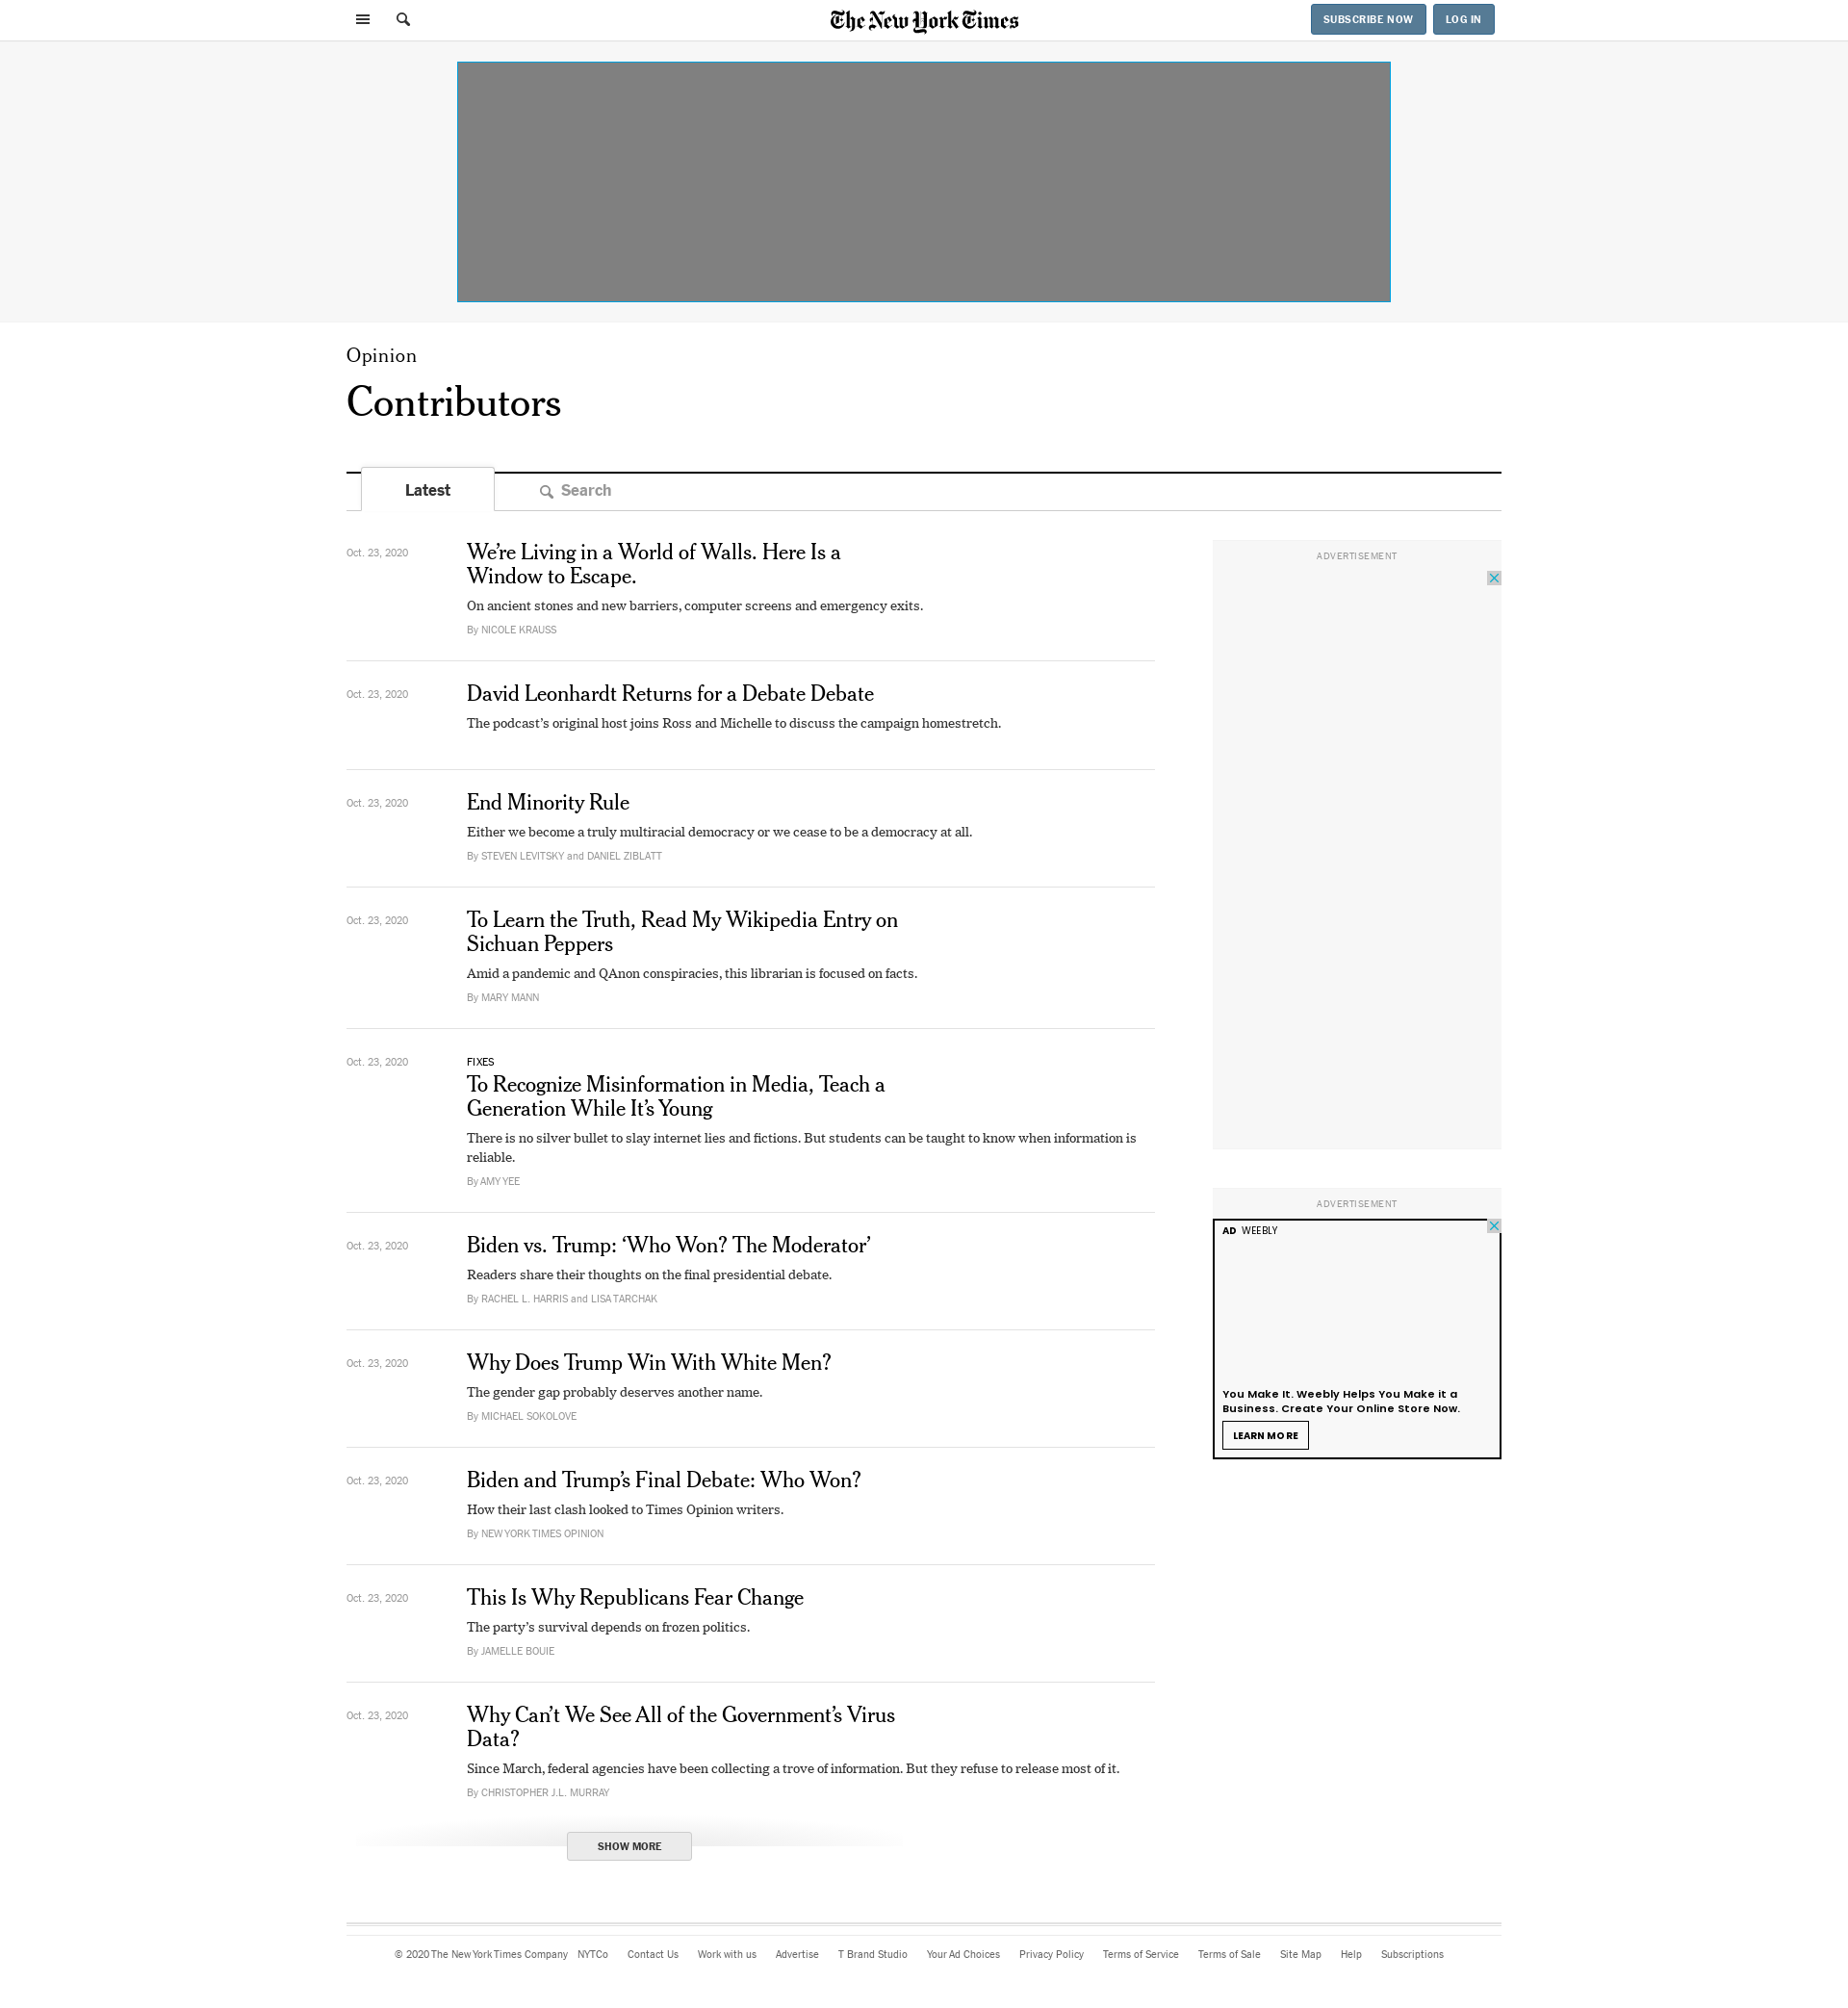 The New York Times
SUBSCRIBE NOW
LOG IN
Opinion
Contributors
Latest
Search
Oct. 23, 2020
We’re Living in a World of Walls. Here Is a
Window to Escape.
On ancient stones and new barriers, computer screens and emergency exits.
By NICOLE KRAUSS
Oct. 23, 2020
David Leonhardt Returns for a Debate Debate
The podcast’s original host joins Ross and Michelle to discuss the campaign homestretch.
Oct. 23, 2020
End Minority Rule
Either we become a truly multiracial democracy or we cease to be a democracy at all.
By STEVEN LEVITSKY and DANIEL ZIBLATT
Oct. 23, 2020
To Learn the Truth, Read My Wikipedia Entry on
Sichuan Peppers
Amid a pandemic and QAnon conspiracies, this librarian is focused on facts.
By MARY MANN
Oct. 23, 2020
FIXES
To Recognize Misinformation in Media, Teach a
Generation While It’s Young
There is no silver bullet to slay internet lies and fictions. But students can be taught to know when information is
reliable.
By AMY YEE
Oct. 23, 2020
Biden vs. Trump: ‘Who Won? The Moderator’
Readers share their thoughts on the final presidential debate.
By RACHEL L. HARRIS and LISA TARCHAK
Oct. 23, 2020
Why Does Trump Win With White Men?
The gender gap probably deserves another name.
By MICHAEL SOKOLOVE
Oct. 23, 2020
Biden and Trump’s Final Debate: Who Won?
How their last clash looked to Times Opinion writers.
By NEW YORK TIMES OPINION
Oct. 23, 2020
This Is Why Republicans Fear Change
The party’s survival depends on frozen politics.
By JAMELLE BOUIE
Oct. 23, 2020
Why Can’t We See All of the Government’s Virus
Data?
Since March, federal agencies have been collecting a trove of information. But they refuse to release most of it.
By CHRISTOPHER J.L. MURRAY
SHOW MORE
ADVERTISEMENT
ADVERTISEMENT
AD WEEBLY
You Make It. Weebly Helps You Make it a
Business. Create Your Online Store Now.
LEARN MORE
© 2020 The New York Times Company NYTCo Contact Us Work with us Advertise T Brand Studio Your Ad Choices Privacy Policy Terms of Service Terms of Sale Site Map Help Subscriptions